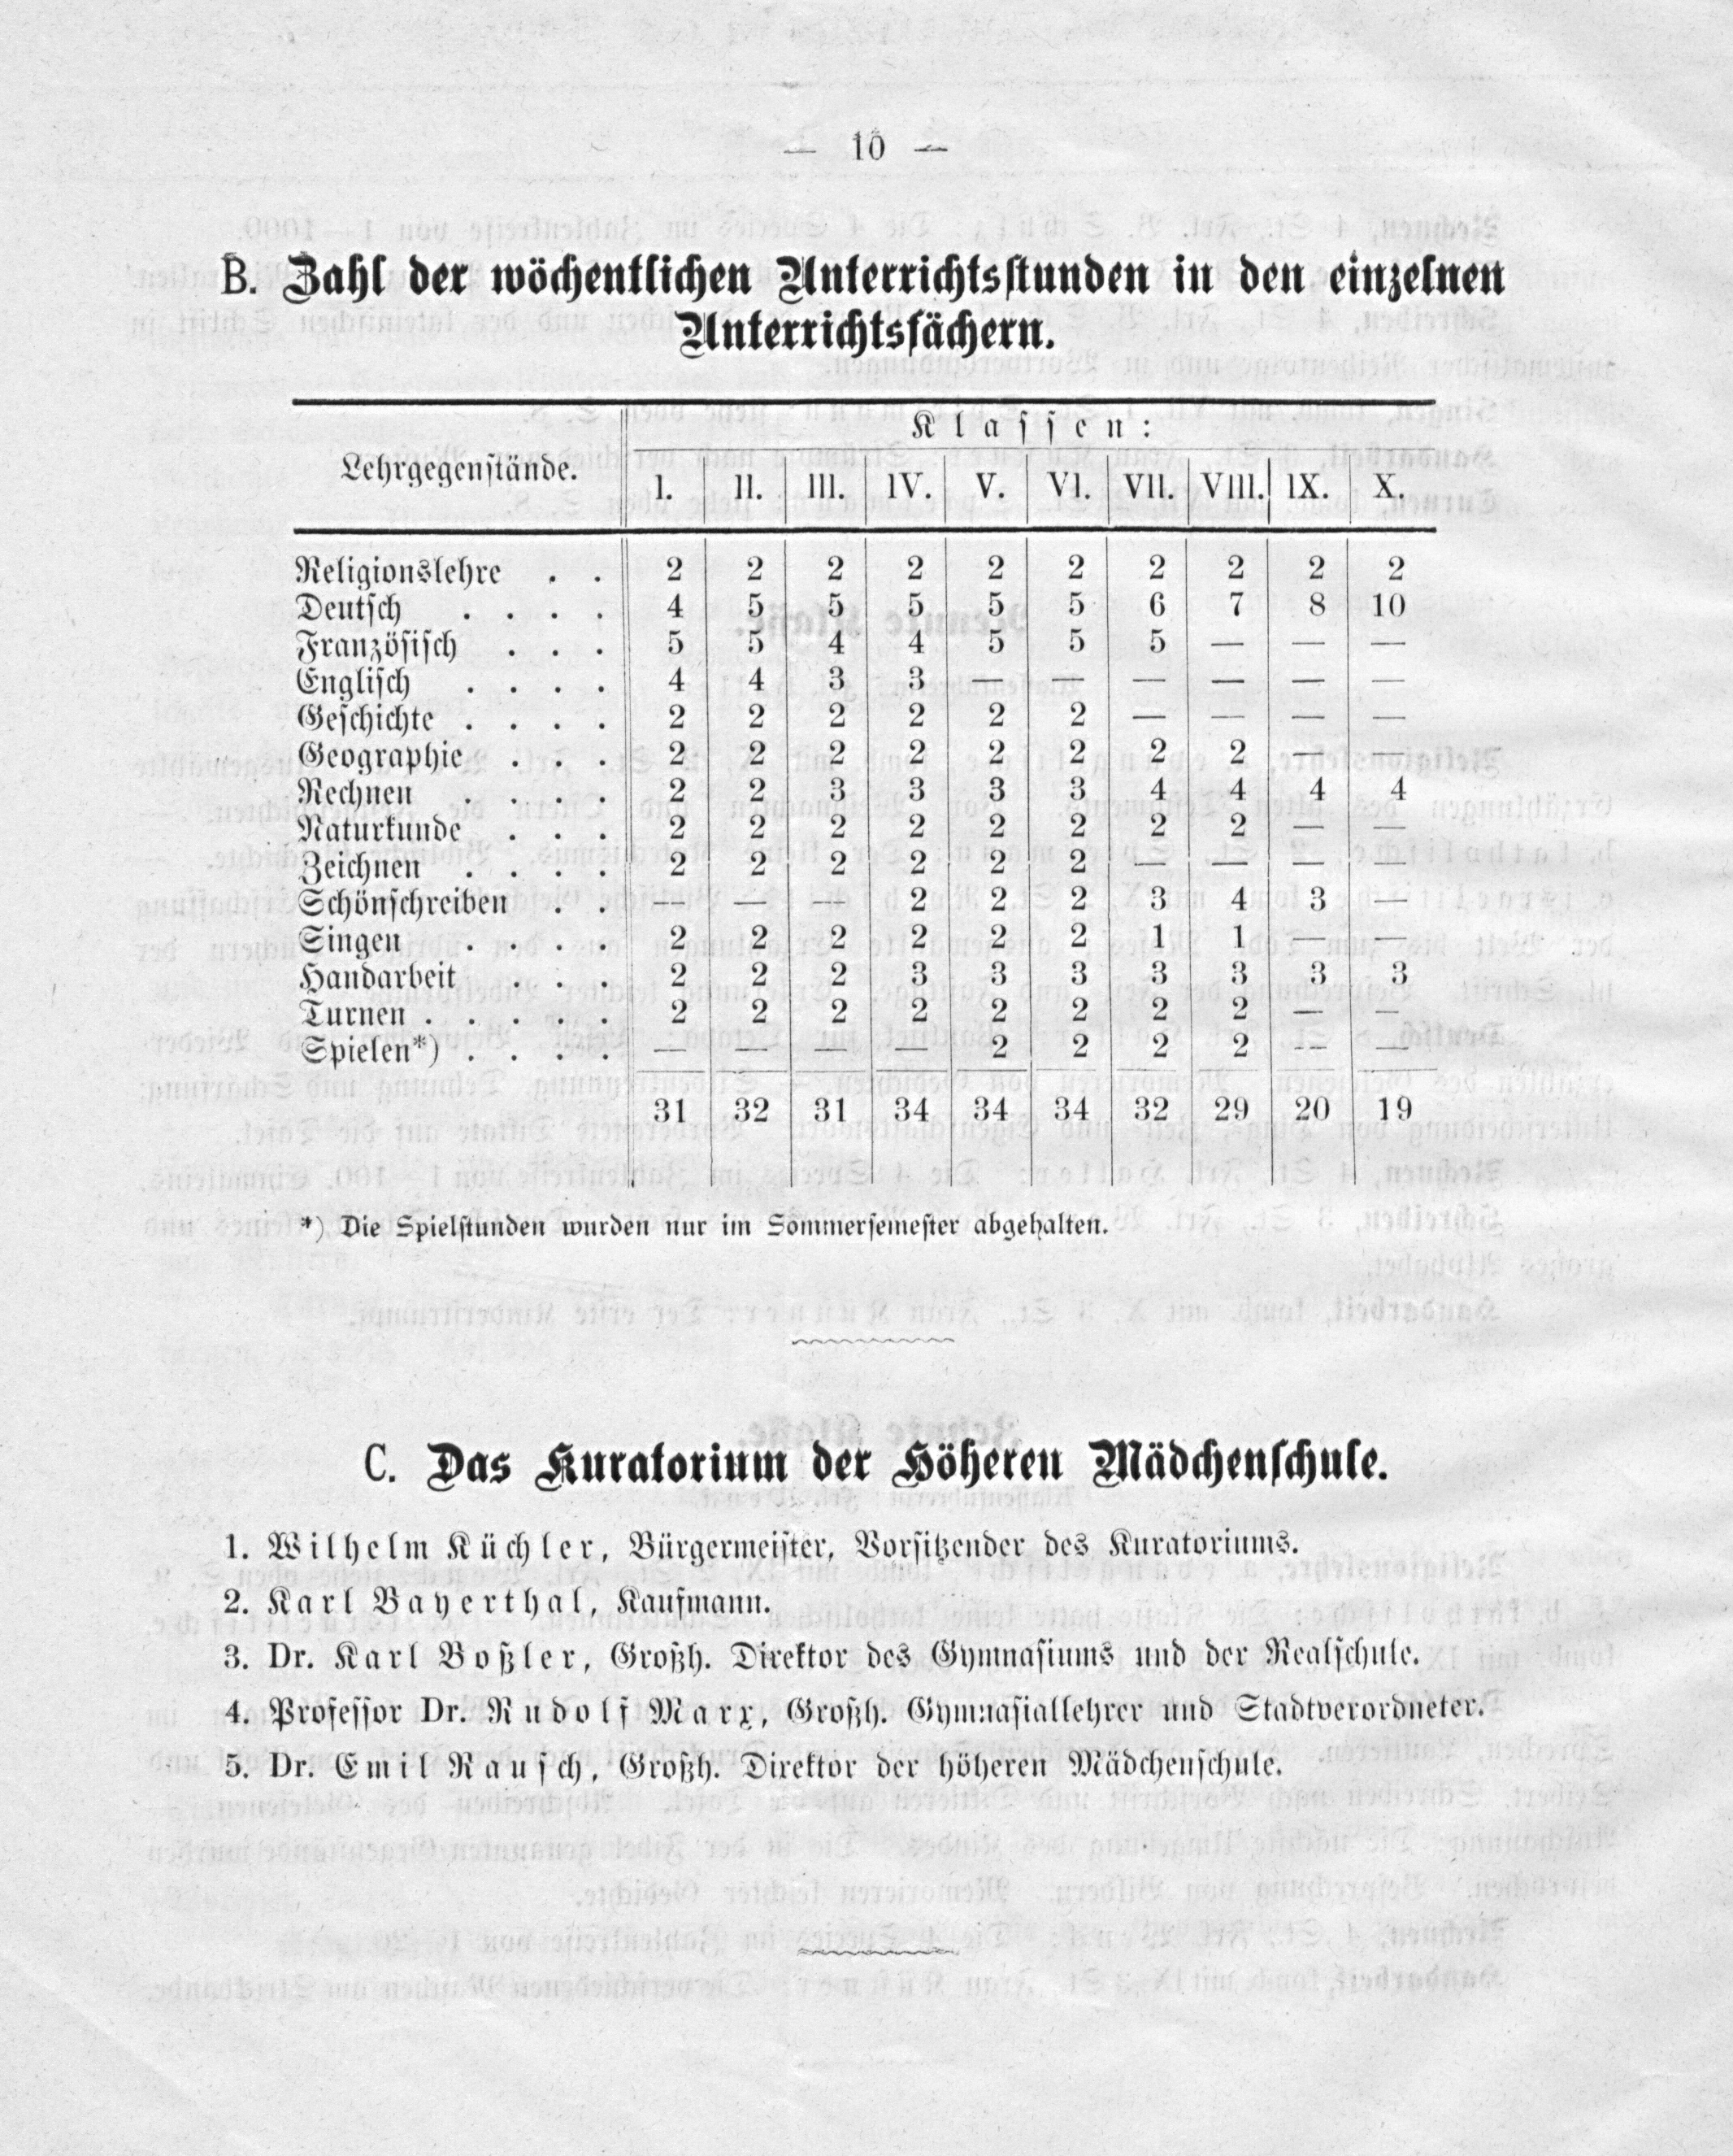 — 10 —
B. Zahl der wöchentlichen Unterrichtsstunden in den einzelnen
Unterrichtsfächern.
Lehrgegenstände. Klassen:
I. II. III. IV. V. VI. VII. VIII. IX. X.
Religionslehre . . 2 2 2 2 2 2 2 2 2 2
Deutsch . . . . 4 5 5 5 5 5 6 7 8 10
Französisch . . . 5 5 4 4 5 5 5 — — —
Englisch . . . . 4 4 3 3 — — — — — —
Geschichte . . . . 2 2 2 2 2 2 — — — —
Geographie . . . 2 2 2 2 2 2 2 2 — —
Rechnen . . . . 2 2 3 3 3 3 4 4 4 4
Naturkunde . . . 2 2 2 2 2 2 2 2 — —
Zeichnen . . . . 2 2 2 2 2 2 — — — —
Schönschreiben . . — — — 2 2 2 3 4 3 —
Singen . . . . 2 2 2 2 2 2 1 1 — —
Handarbeit . . . 2 2 2 3 3 3 3 3 3 3
Turnen . . . . . 2 2 2 2 2 2 2 2 — —
Spielen*) . . . . — — — — 2 2 2 2 — —
31 32 31 34 34 34 32 29 20 19
*) Die Spielstunden wurden nur im Sommersemester abgehalten.
C. Das Kuratorium der Höheren Mädchenschule.
1. Wilhelm Küchler, Bürgermeister, Vorsitzender des Kuratoriums.
2. Karl Bayerthal, Kaufmann.
3. Dr. Karl Boßler, Großh. Direktor des Gymnasiums und der Realschule.
4. Professor Dr. Rudolf Marx, Großh. Gymnasiallehrer und Stadtverordneter.
5. Dr. Emil Rausch, Großh. Direktor der höheren Mädchenschule.